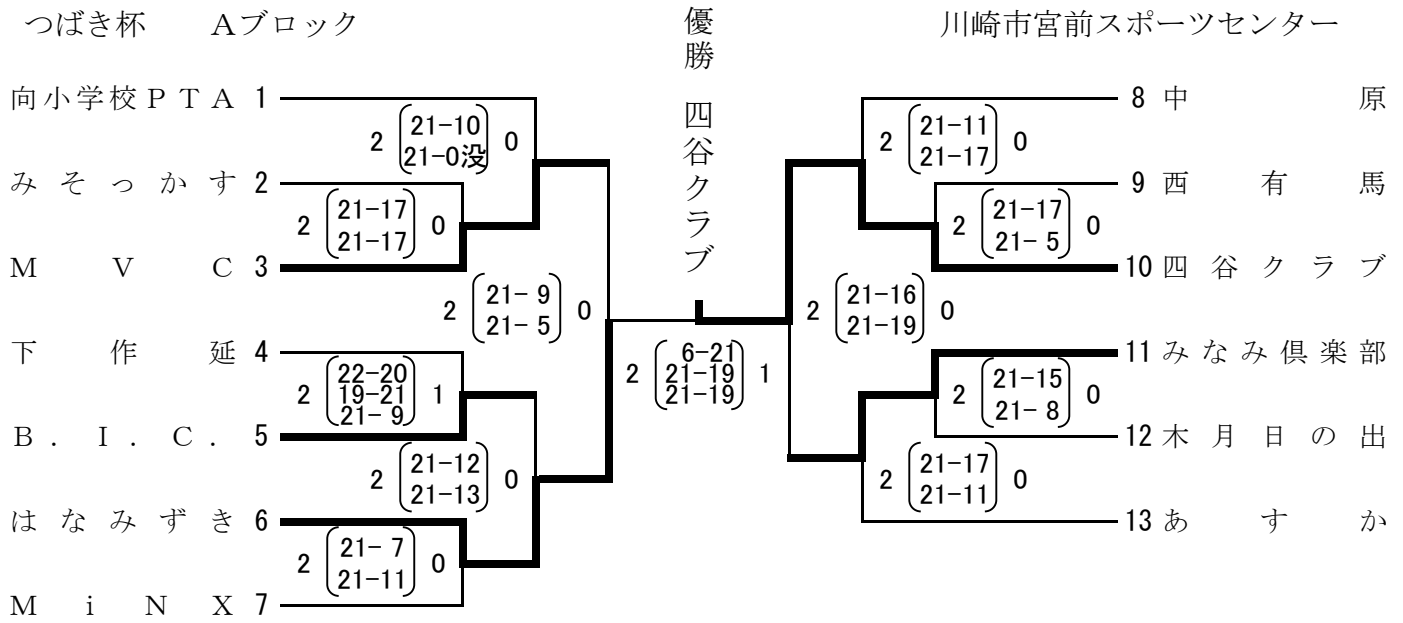 つばき杯 Aブロック
優勝 四谷クラブ
川崎市宮前スポーツセンター
向小学校PTA 1
みそっかす 2
MVC 3
下作延 4
B.I.C. 5
はなみずき 6
MiNX 7
2 21-10 0
21-0没
2 21-17 0
21-17
2 21-9 0
21-5
2 22-20 1
19-21
21-9
2 21-12 0
21-13
2 21-7 0
21-11
2 6-21 1
21-19
21-19
2 21-11 0
21-17
2 21-17 0
21-5
2 21-16 0
21-19
2 21-15 0
21-8
2 21-17 0
21-11
8 中原
9 西有馬
10 四谷クラブ
11 みなみ倶楽部
12 木月日の出
13 あすか